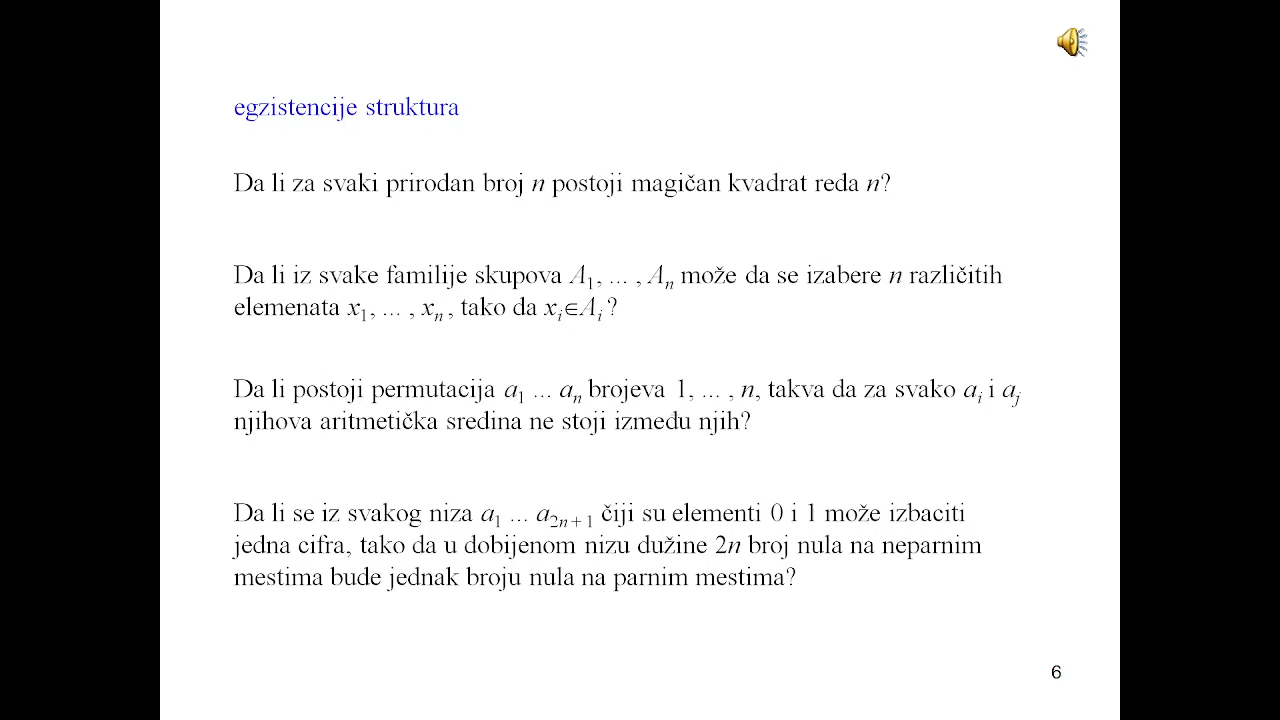 egzistencije struktura
Da li za svaki prirodan broj n postoji magičan kvadrat reda n?
Da li iz svake familije skupova A₁, ... , Aₙ može da se izabere n različitih
elemenata x₁, ... , xₙ , tako da xᵢ∈Aᵢ ?
Da li postoji permutacija a₁ ... aₙ brojeva 1, ... , n, takva da za svako aᵢ i aⱼ
njihova aritmetička sredina ne stoji između njih?
Da li se iz svakog niza a₁ ... a₂ₙ₊₁ čiji su elementi 0 i 1 može izbaciti
jedna cifra, tako da u dobijenom nizu dužine 2n broj nula na neparnim
mestima bude jednak broju nula na parnim mestima?
6